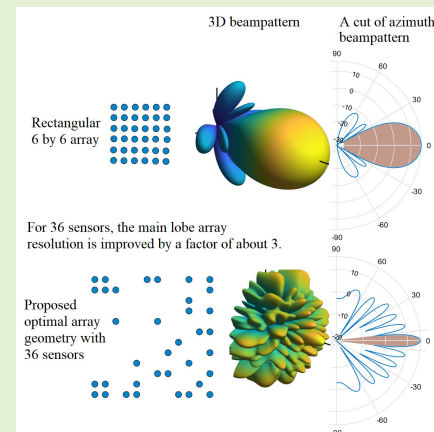 3D beampattern
A cut of azimuth
beampattern
90
60
10
0
-10
-20
30
0
-30
-60
-90
Rectangular
6 by 6 array
For 36 sensors, the main lobe array
resolution is improved by a factor of about 3.
90
60
10
0
-10
-20
30
0
-30
-60
-90
Proposed
optimal array
geometry with
36 sensors